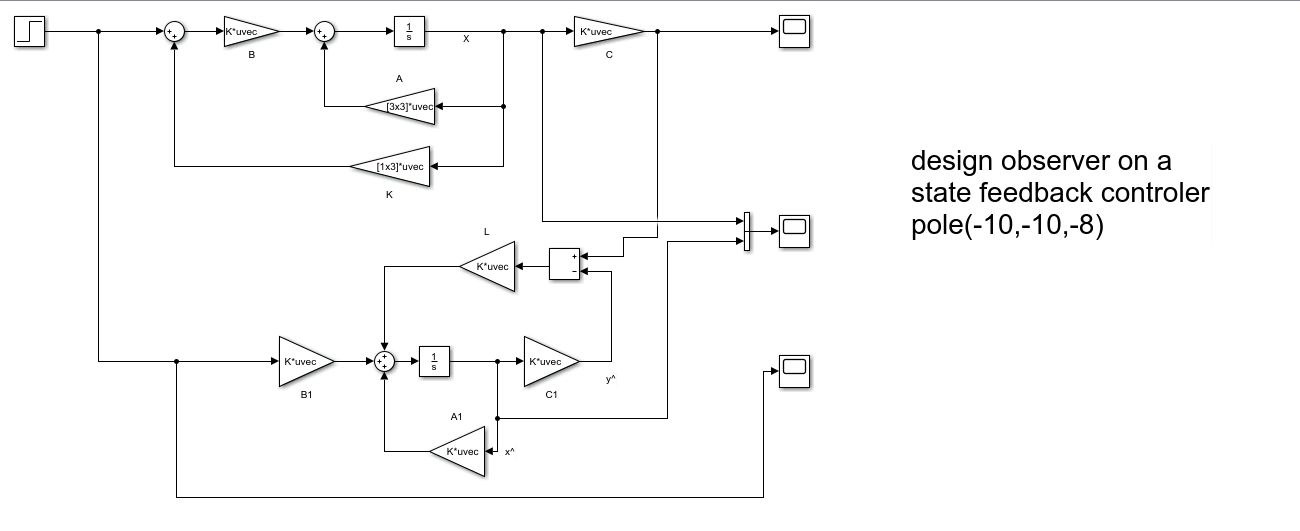 K*uvec
B
1
s
x
K*uvec
C
A
[3x3]*uvec
[1x3]*uvec
K
design observer on a
state feedback controler
pole(-10,-10,-8)
L
K*uvec
K*uvec
B1
1
s
K*uvec
C1
y^
A1
K*uvec
x^